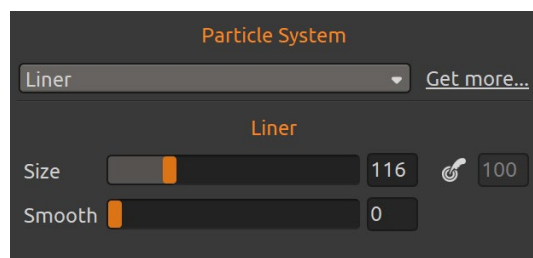 Particle System
Liner Get more...
Liner
Size 116 100
Smooth 0